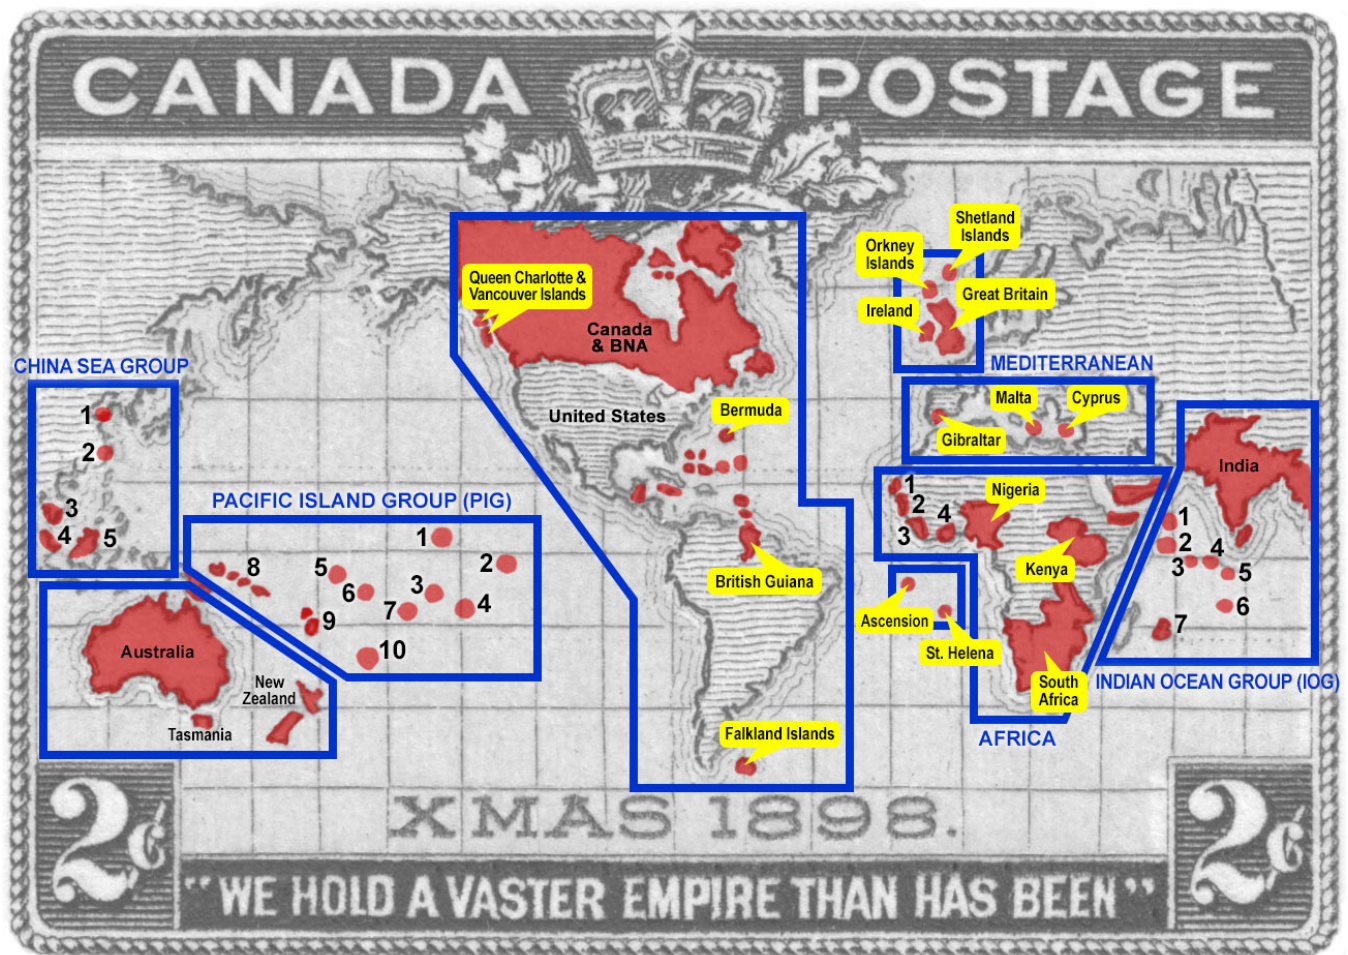 CANADA POSTAGE
Shetland
Islands
Orkney
Islands
Queen Charlotte &
Vancouver Islands
Great Britain
Ireland
Canada
& BNA
CHINA SEA GROUP
MEDITERRANEAN
1
2
3
4
5
United States
Bermuda
Malta
Cyprus
Gibraltar
India
PACIFIC ISLAND GROUP (PIG)
1
2
3
4
5
6
7
8
9
10
1
2
3
4
Nigeria
Kenya
British Guiana
Ascension
St. Helena
South
Africa
AFRICA
1
2
3
4
5
6
7
INDIAN OCEAN GROUP (IOG)
Australia
New
Zealand
Tasmania
Falkland Islands
XMAS 1898.
2¢
2¢
"WE HOLD A VASTER EMPIRE THAN HAS BEEN"